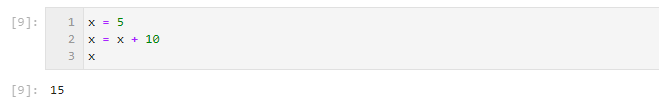 [9]: 1 x = 5
2 x = x + 10
3 x
[9]: 15